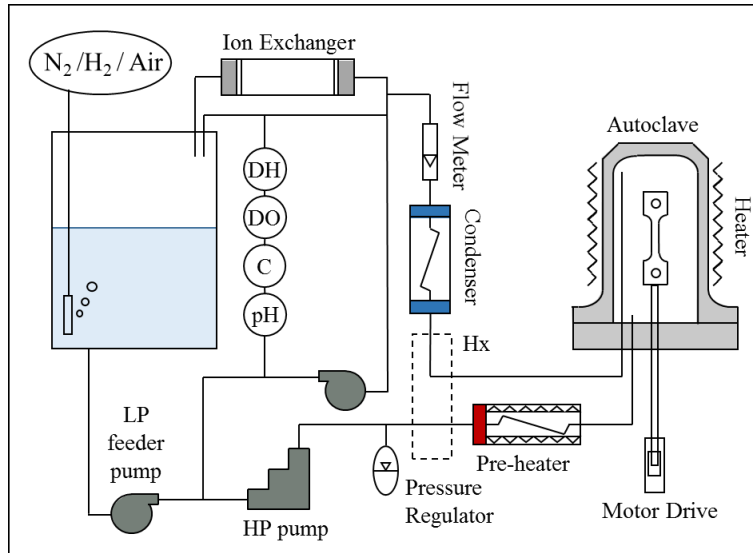 Ion Exchanger
N₂ /H₂ / Air
Flow Meter
Autoclave
Heater
DH
DO
C
pH
Condenser
Hx
LP
feeder
pump
HP pump
Pressure
Regulator
Pre-heater
Motor Drive